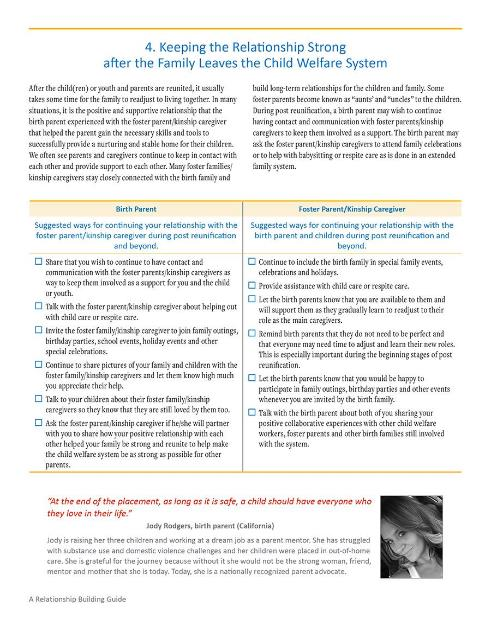 4. Keeping the Relationship Strong
after the Family Leaves the Child Welfare System
After the child(ren) or youth and parents are reunited, it usually
takes some time for the family to readjust to living together. In many
situations, it is the positive and supportive relationship that the
birth parent experienced with the foster parent/kinship caregiver
that helped the parent gain the necessary skills and tools to
successfully provide a nurturing and stable home for their children.
We often see parents and caregivers continue to keep in contact with
each other and provide support to each other. Many foster families/
kinship caregivers stay closely connected with the birth family and
build long-term relationships for the children and family. Some
foster parents become known as "aunts' and "uncles" to the children.
During post reunification, a birth parent may wish to continue
having contact and communication with foster parents/kinship
caregivers to keep them involved as a support. The birth parent may
ask the foster parent/kinship caregivers to attend family celebrations
or to help with babysitting or respite care as is done in an extended
family system.
Birth Parent
Suggested ways for continuing your relationship with the
foster parent/kinship caregiver during post reunification
and beyond.
Share that you wish to continue to have contact and
communication with the foster parents/kinship caregivers as
way to keep them involved as a support for you and the child
or youth.
Talk with the foster parent/kinship caregiver about helping out
with child care or respite care.
Invite the foster family/kinship caregiver to join family outings,
birthday parties, school events, holiday events and other
special celebrations.
Continue to share pictures of your family and children with the
foster family/kinship caregivers and let them know how much
you appreciate their help.
Talk to your children about their foster family/kinship
caregivers so they know that they are still loved by them too.
Ask the foster parent/kinship caregiver if he/she will partner
with you to share how your positive relationship with each
other helped your family be strong and reunite to help make
the child welfare system be as strong as possible for other
parents.
Foster Parent/Kinship Caregiver
Suggested ways for continuing your relationship with the
birth parent and children during post reunification and
beyond.
Continue to include the birth family in special family events,
celebrations and holidays.
Provide assistance with child care or respite care.
Let the birth parents know that you are available to them and
will support them as they gradually learn to readjust to their
role as the main caregivers.
Remind birth parents that they do not need to be perfect and
that everyone may need time to adjust and learn their new roles.
This is especially important during the beginning stages of post
reunification.
Let the birth parents know that you would be happy to
participate in family outings, birthday parties and other events
whenever you are invited by the birth family.
Talk with the birth parent about both of you sharing your
positive collaborative experiences with other child welfare
workers, foster parents and other birth families still involved
with the system.
"At the end of the placement, as long as it is safe, a child should have everyone who
they love in their life."
Jody Rodgers, birth parent (California)
Jody is raising her three children and working at a dream job as a parent mentor. She has struggled
with substance use and domestic violence challenges and her children were placed in out-of-home
care. She is grateful for the journey because without it she would not be the strong woman, friend,
mentor and mother that she is today. Today, she is a nationally recognized parent advocate.
A Relationship Building Guide